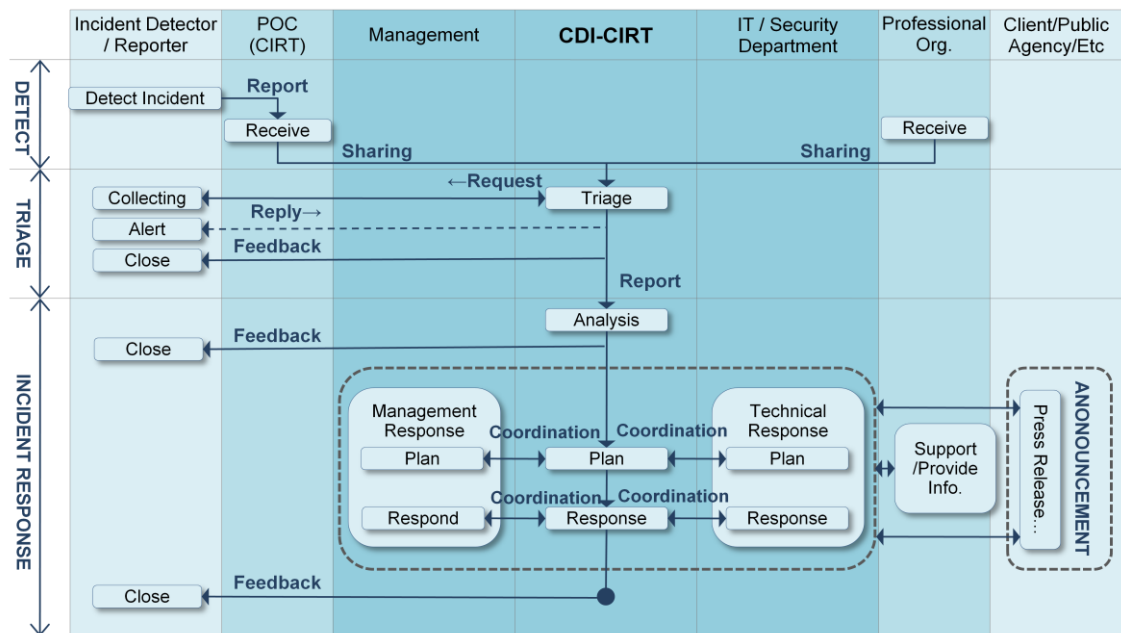 Incident Detector
/ Reporter
POC
(CIRT)
Management
CDI-CIRT
IT / Security
Department
Professional
Org.
Client/Public
Agency/Etc
DETECT
Detect Incident
Report
Receive
Receive
Sharing
Sharing
TRIAGE
←Request
Collecting
Triage
Reply→
Alert
Feedback
Close
Report
INCIDENT RESPONSE
Analysis
Feedback
Close
Management
Response
Technical
Response
Coordination
Coordination
Plan
Plan
Plan
Coordination
Coordination
Respond
Response
Response
Support
/Provide
Info.
Press Release...
ANONOUNCEMENT
Feedback
Close